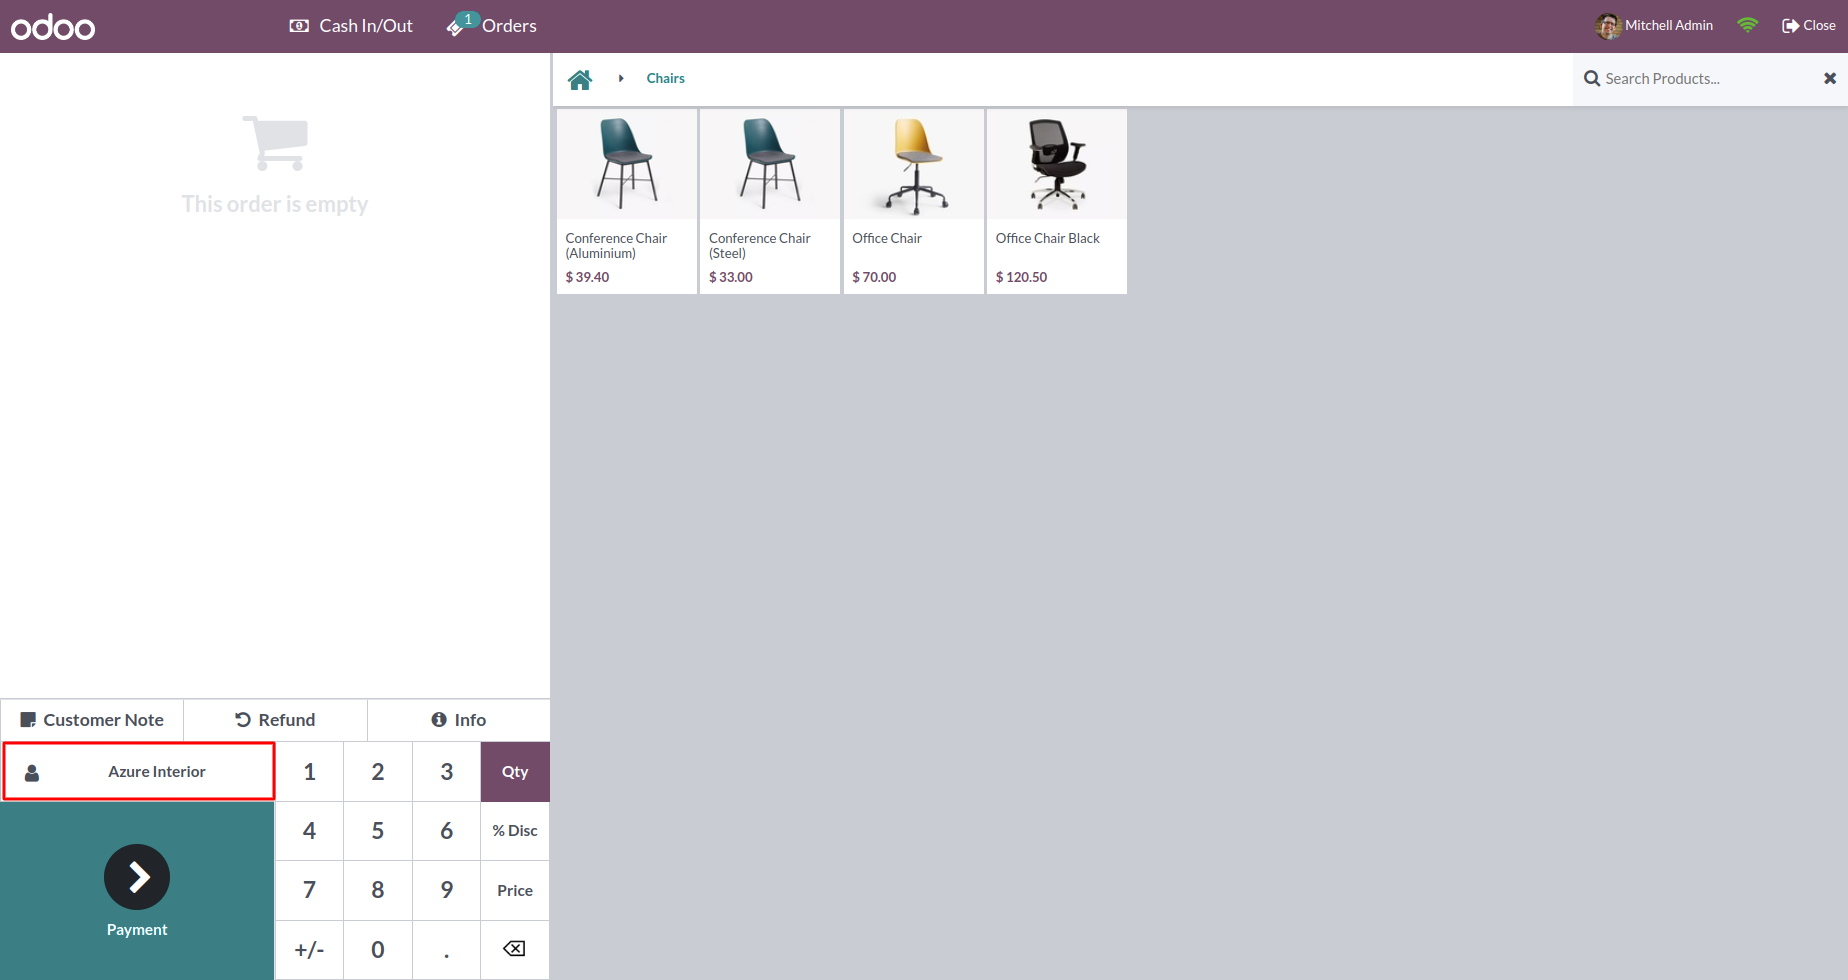 odoo
Cash In/Out
1
Orders
Mitchell Admin
Close
This order is empty
Chairs
Search Products...
Conference Chair
(Aluminium)
$ 39.40
Conference Chair
(Steel)
$ 33.00
Office Chair
$ 70.00
Office Chair Black
$ 120.50
Customer Note
Refund
Info
Azure Interior
1
2
3
Qty
4
5
6
% Disc
7
8
9
Price
Payment
+/-
0
.